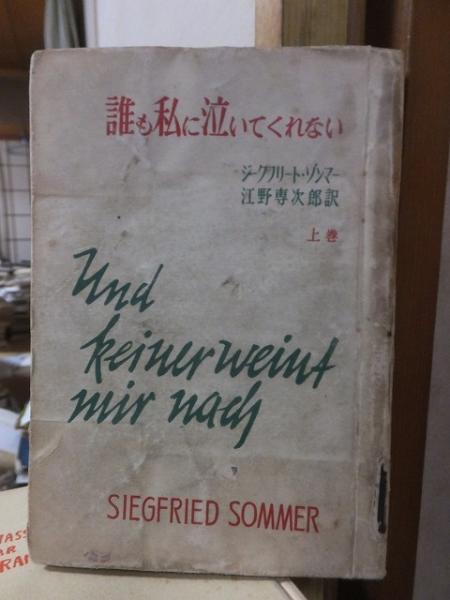 誰も私に泣いてくれない
ジークフリート・ゾンマー
江野専次郎訳
上巻
Und
keiner weint
mir nach
SIEGFRIED SOMMER